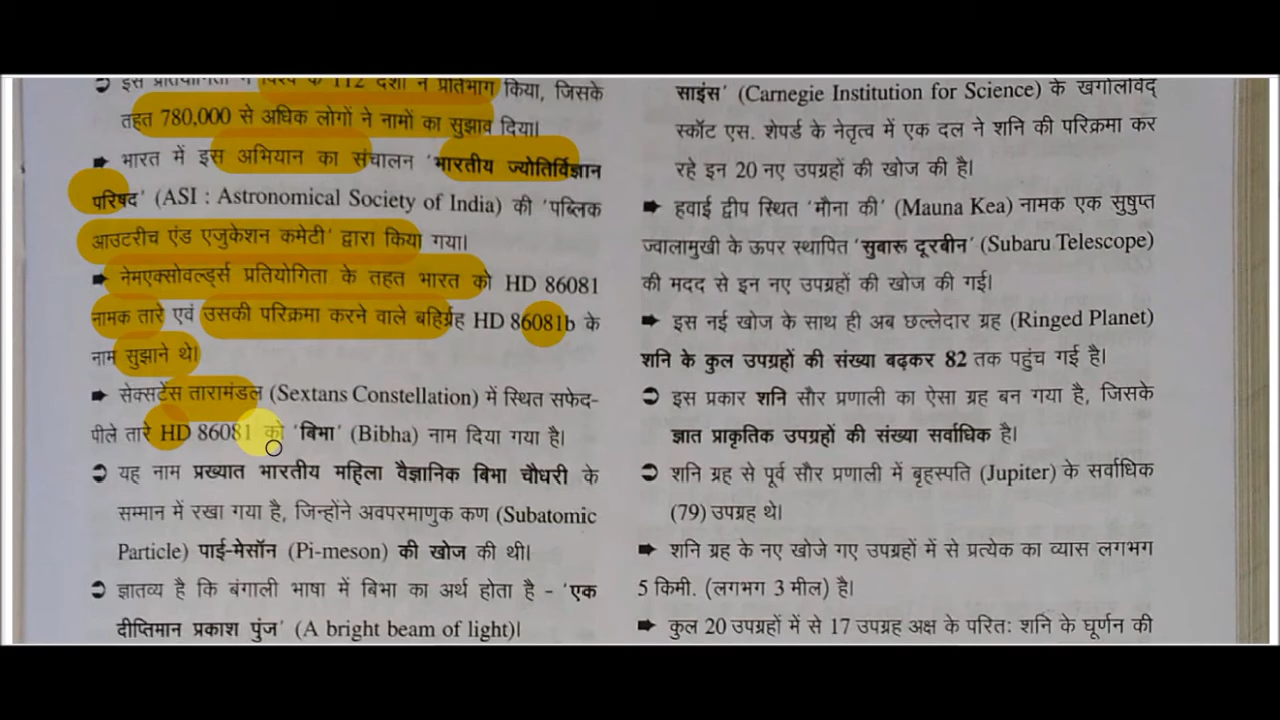 इस प्रतियोगिता में विश्व के 112 देशों ने प्रतिभाग किया, जिसके
तहत 780,000 से अधिक लोगों ने नामों का सुझाव दिया।
➡ भारत में इस अभियान का संचालन 'भारतीय ज्योतिर्विज्ञान
परिषद' (ASI : Astronomical Society of India) की 'पब्लिक
आउटरीच एंड एजुकेशन कमेटी' द्वारा किया गया।
➡ नेमएक्सोवर्ल्ड्स प्रतियोगिता के तहत भारत को HD 86081
नामक तारे एवं उसकी परिक्रमा करने वाले बहिर्ग्रह HD 86081b के
नाम सुझाने थे।
➡ सेक्सटेंस तारामंडल (Sextans Constellation) में स्थित सफेद-
पीले तारे HD 86081 को 'बिभा' (Bibha) नाम दिया गया है।
➲ यह नाम प्रख्यात भारतीय महिला वैज्ञानिक बिभा चौधरी के
सम्मान में रखा गया है, जिन्होंने अवपरमाणुक कण (Subatomic
Particle) पाई-मेसॉन (Pi-meson) की खोज की थी।
➲ ज्ञातव्य है कि बंगाली भाषा में बिभा का अर्थ होता है - 'एक
दीप्तिमान प्रकाश पुंज' (A bright beam of light)।
साइंस' (Carnegie Institution for Science) के खगोलविद्
स्कॉट एस. शेपर्ड के नेतृत्व में एक दल ने शनि की परिक्रमा कर
रहे इन 20 नए उपग्रहों की खोज की है।
➡ हवाई द्वीप स्थित 'मौना की' (Mauna Kea) नामक एक सुषुप्त
ज्वालामुखी के ऊपर स्थापित 'सुबारू दूरबीन' (Subaru Telescope)
की मदद से इन नए उपग्रहों की खोज की गई।
➡ इस नई खोज के साथ ही अब छल्लेदार ग्रह (Ringed Planet)
शनि के कुल उपग्रहों की संख्या बढ़कर 82 तक पहुंच गई है।
➲ इस प्रकार शनि सौर प्रणाली का ऐसा ग्रह बन गया है, जिसके
ज्ञात प्राकृतिक उपग्रहों की संख्या सर्वाधिक है।
➲ शनि ग्रह से पूर्व सौर प्रणाली में बृहस्पति (Jupiter) के सर्वाधिक
(79) उपग्रह थे।
➡ शनि ग्रह के नए खोजे गए उपग्रहों में से प्रत्येक का व्यास लगभग
5 किमी. (लगभग 3 मील) है।
➡ कुल 20 उपग्रहों में से 17 उपग्रह अक्ष के परितः शनि के घूर्णन की